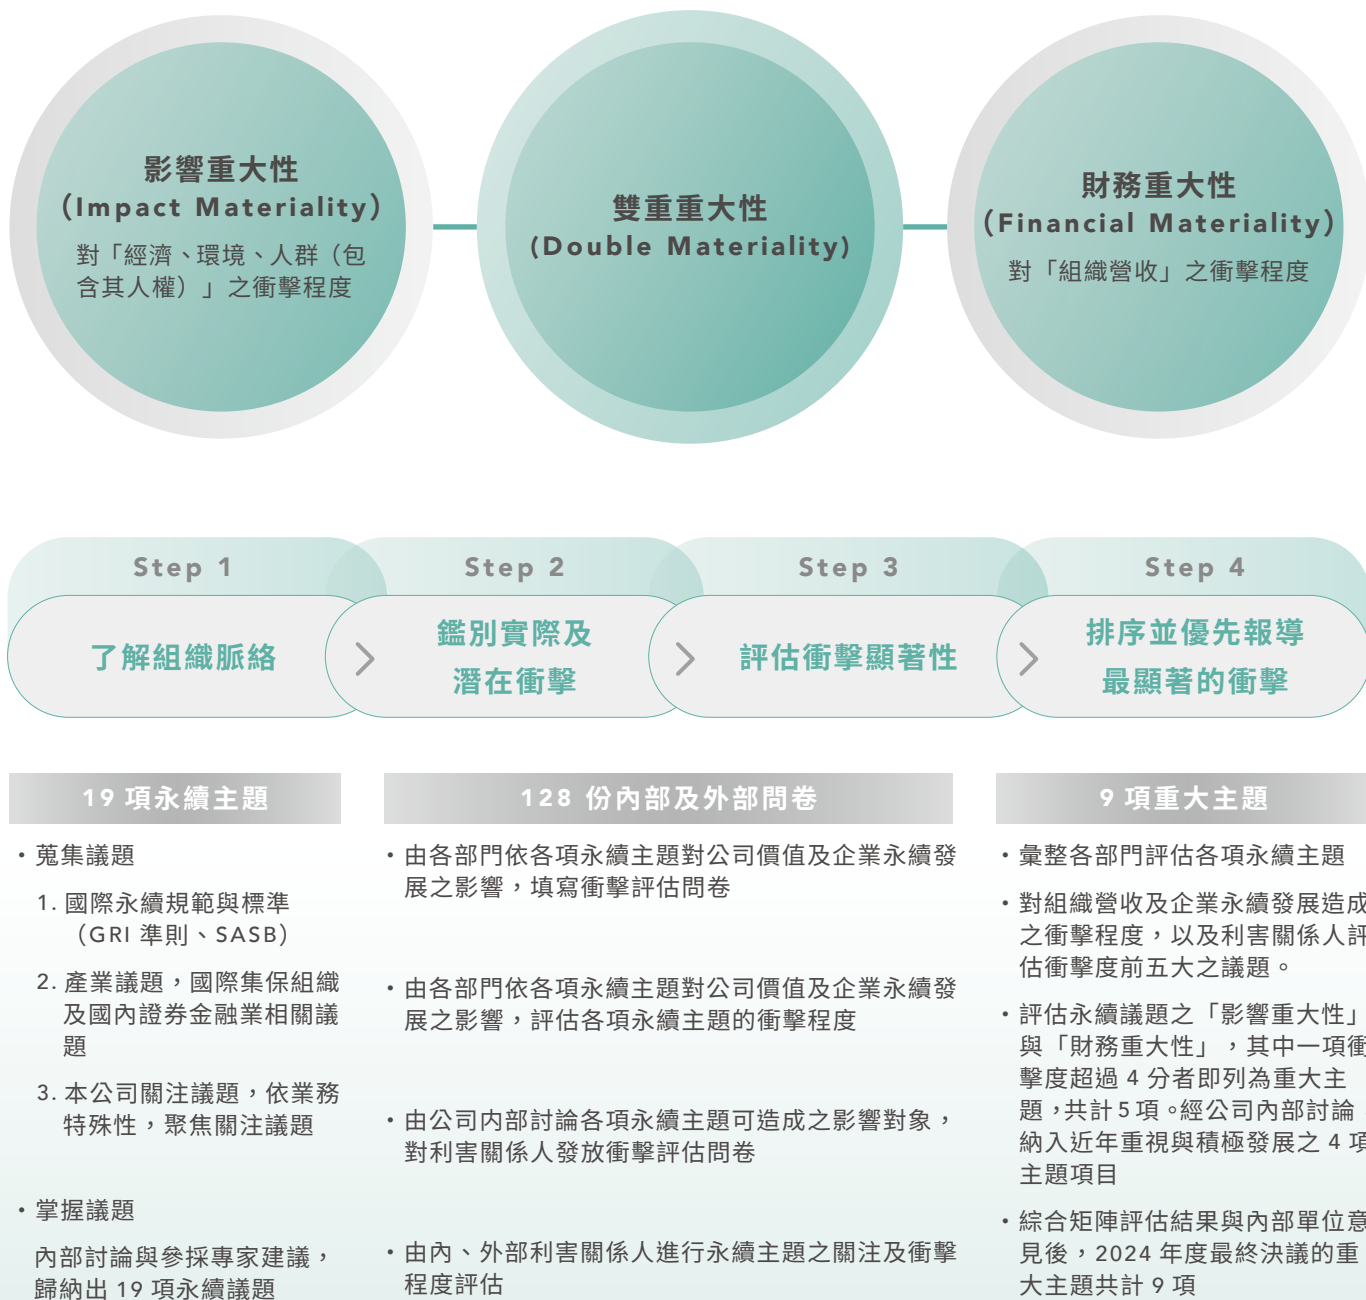 影響重大性
（Impact Materiality）
對「經濟、環境、人群（包
含其人權）」之衝擊程度
雙重重大性
(Double Materiality)
財務重大性
（Financial Materiality）
對「組織營收」之衝擊程度
Step 1
了解組織脈絡
Step 2
鑑別實際及
潛在衝擊
Step 3
評估衝擊顯著性
Step 4
排序並優先報導
最顯著的衝擊
19 項永續主題
・蒐集議題
1. 國際永續規範與標準
（GRI 準則、SASB）
2. 產業議題，國際集保組織
及國內證券金融業相關議
題
3. 本公司關注議題，依業務
特殊性，聚焦關注議題
・掌握議題
內部討論與參採專家建議，
歸納出 19 項永續議題
128 份內部及外部問卷
・由各部門依各項永續主題對公司價值及企業永續發
展之影響，填寫衝擊評估問卷
・由各部門依各項永續主題對公司價值及企業永續發
展之影響，評估各項永續主題的衝擊程度
・由公司內部討論各項永續主題可造成之影響對象，
對利害關係人發放衝擊評估問卷
・由內、外部利害關係人進行永續主題之關注及衝擊
程度評估
9 項重大主題
・彙整各部門評估各項永續主題
・對組織營收及企業永續發展造成
之衝擊程度，以及利害關係人評
估衝擊度前五大之議題。
・評估永續議題之「影響重大性」
與「財務重大性」，其中一項衝
擊度超過 4 分者即列為重大主
題，共計 5 項。經公司內部討論
納入近年重視與積極發展之 4 項
主題項目
・綜合矩陣評估結果與內部單位意
見後，2024 年度最終決議的重
大主題共計 9 項